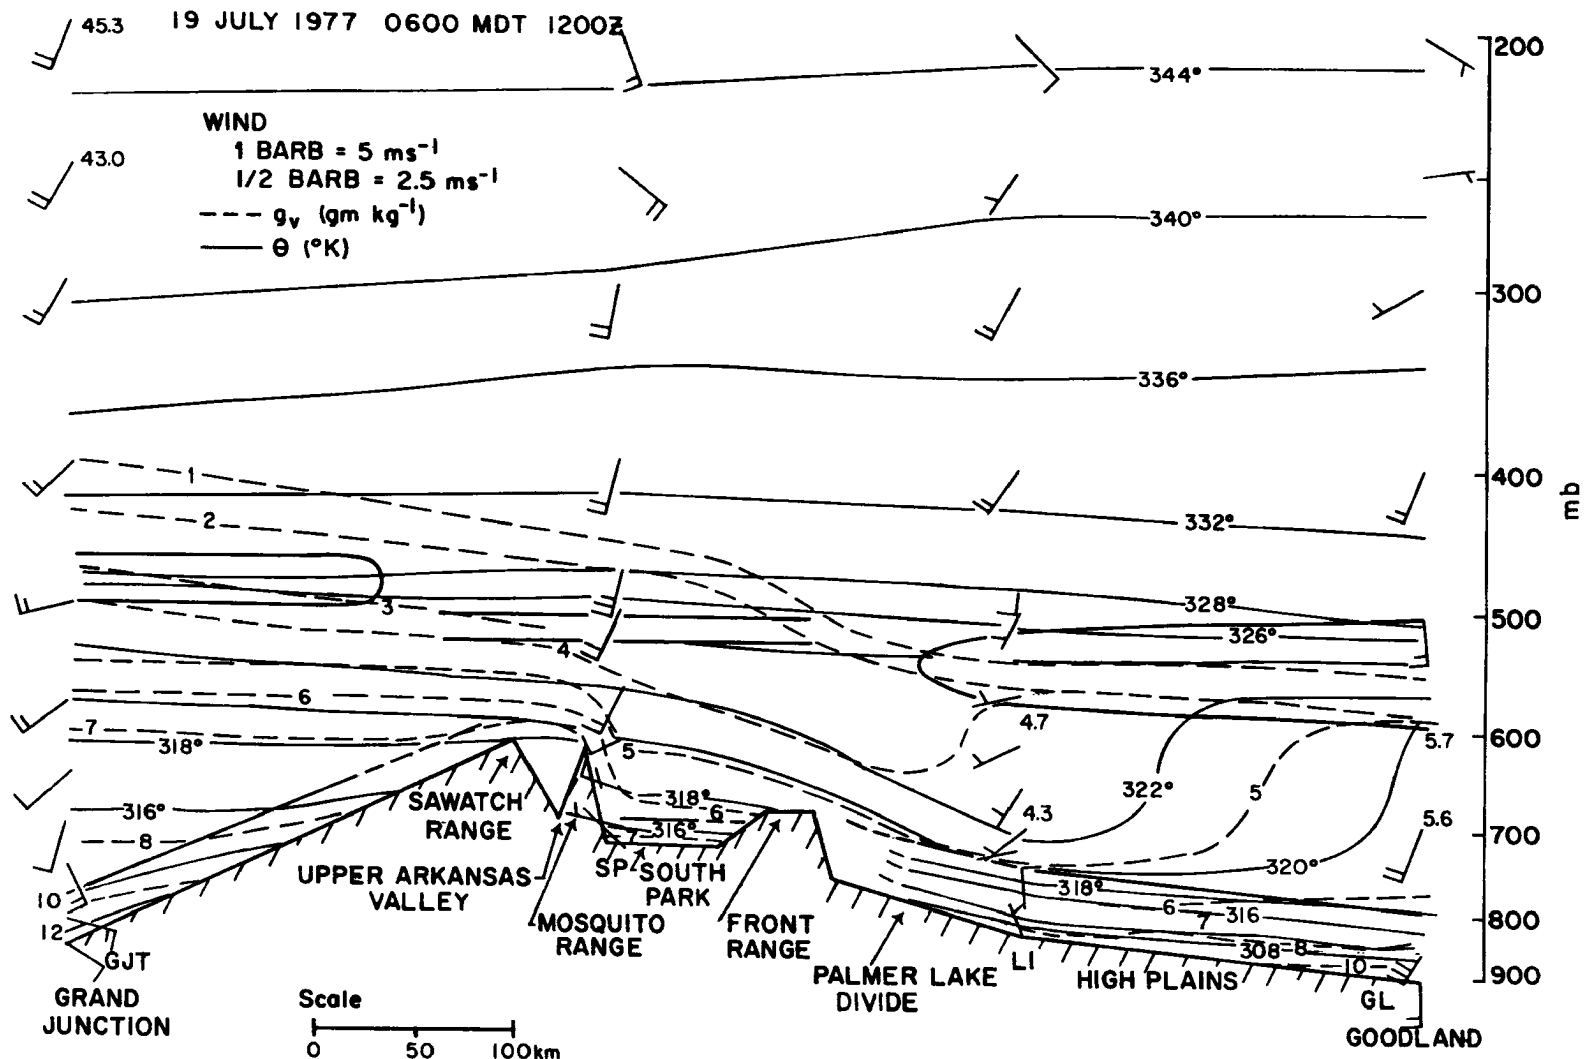 45.3 19 JULY 1977 0600 MDT 1200Z
200
344°
WIND
1 BARB = 5 ms⁻¹
1/2 BARB = 2.5 ms⁻¹
--- gᵥ (gm kg⁻¹)
—— θ (°K)
43.0
340°
300
336°
400
mb
1
2
332°
3
328°
500
326°
4
6
4.7
7
318°
5
600
5.7
322°
5
316°
318°
6
4.3
5.6
SAWATCH
RANGE
8
316°
7
700
320°
UPPER ARKANSAS
VALLEY
SP
SOUTH
PARK
318°
6
316
10
12
MOSQUITO
RANGE
FRONT
RANGE
7
800
308
8
10
GJT
LI
PALMER LAKE
DIVIDE
HIGH PLAINS
900
GRAND
JUNCTION
Scale
GL
GOODLAND
0 50 100km